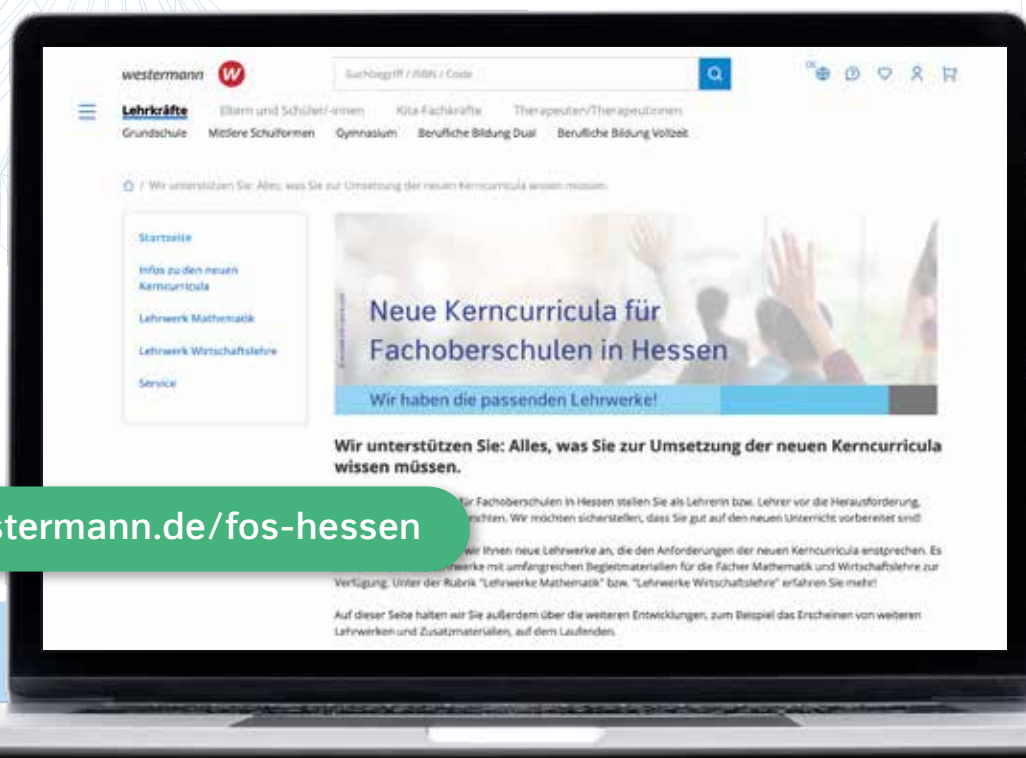 westermann W
Suchbegriff / ISBN / Code
DE
Lehrkräfte Eltern und Schüler/-innen Kita-Fachkräfte Therapeuten/Therapeutinnen
Grundschule Mittlere Schulformen Gymnasium Berufliche Bildung Dual Berufliche Bildung Vollzeit
/ Wir unterstützen Sie: Alles, was Sie zur Umsetzung der neuen Kerncurricula wissen müssen.
Startseite
Infos zu den neuen
Kerncurricula
Lehrwerk Mathematik
Lehrwerk Wirtschaftslehre
Service
Neue Kerncurricula für
Fachoberschulen in Hessen
Wir haben die passenden Lehrwerke!
Wir unterstützen Sie: Alles, was Sie zur Umsetzung der neuen Kerncurricula
wissen müssen.
für Fachoberschulen in Hessen stellen Sie als Lehrerin bzw. Lehrer vor die Herausforderung,
richten. Wir möchten sicherstellen, dass Sie gut auf den neuen Unterricht vorbereitet sind!
stermann.de/fos-hessen
wir Ihnen neue Lehrwerke an, die den Anforderungen der neuen Kerncurricula entsprechen. Es
werke mit umfangreichen Begleitmaterialien für die Fächer Mathematik und Wirtschaftslehre zur
Verfügung. Unter der Rubrik "Lehrwerke Mathematik" bzw. "Lehrwerke Wirtschaftslehre" erfahren Sie mehr!
Auf dieser Seite halten wir Sie außerdem über die weiteren Entwicklungen, zum Beispiel das Erscheinen von weiteren
Lehrwerken und Zusatzmaterialien, auf dem Laufenden.